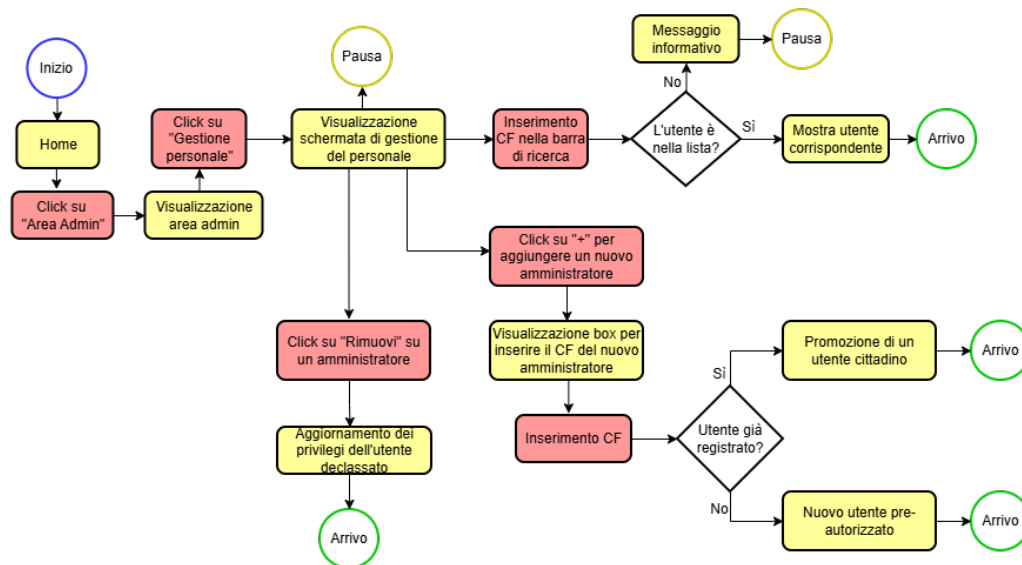 Inizio
Home
Click su
"Area Admin"
Visualizzazione
area admin
Click su
"Gestione
personale"
Pausa
Visualizzazione
schermata di gestione
del personale
Inserimento
CF nella barra
di ricerca
L'utente è
nella lista?
No
Messaggio
informativo
Pausa
Sì
Mostra utente
corrispondente
Arrivo
Click su "+" per
aggiungere un nuovo
amministratore
Visualizzazione box per
inserire il CF del nuovo
amministratore
Inserimento CF
Utente già
registrato?
Sì
Promozione di un
utente cittadino
Arrivo
No
Nuovo utente pre-
autorizzato
Arrivo
Click su "Rimuovi" su
un amministratore
Aggiornamento dei
privilegi dell'utente
declassato
Arrivo